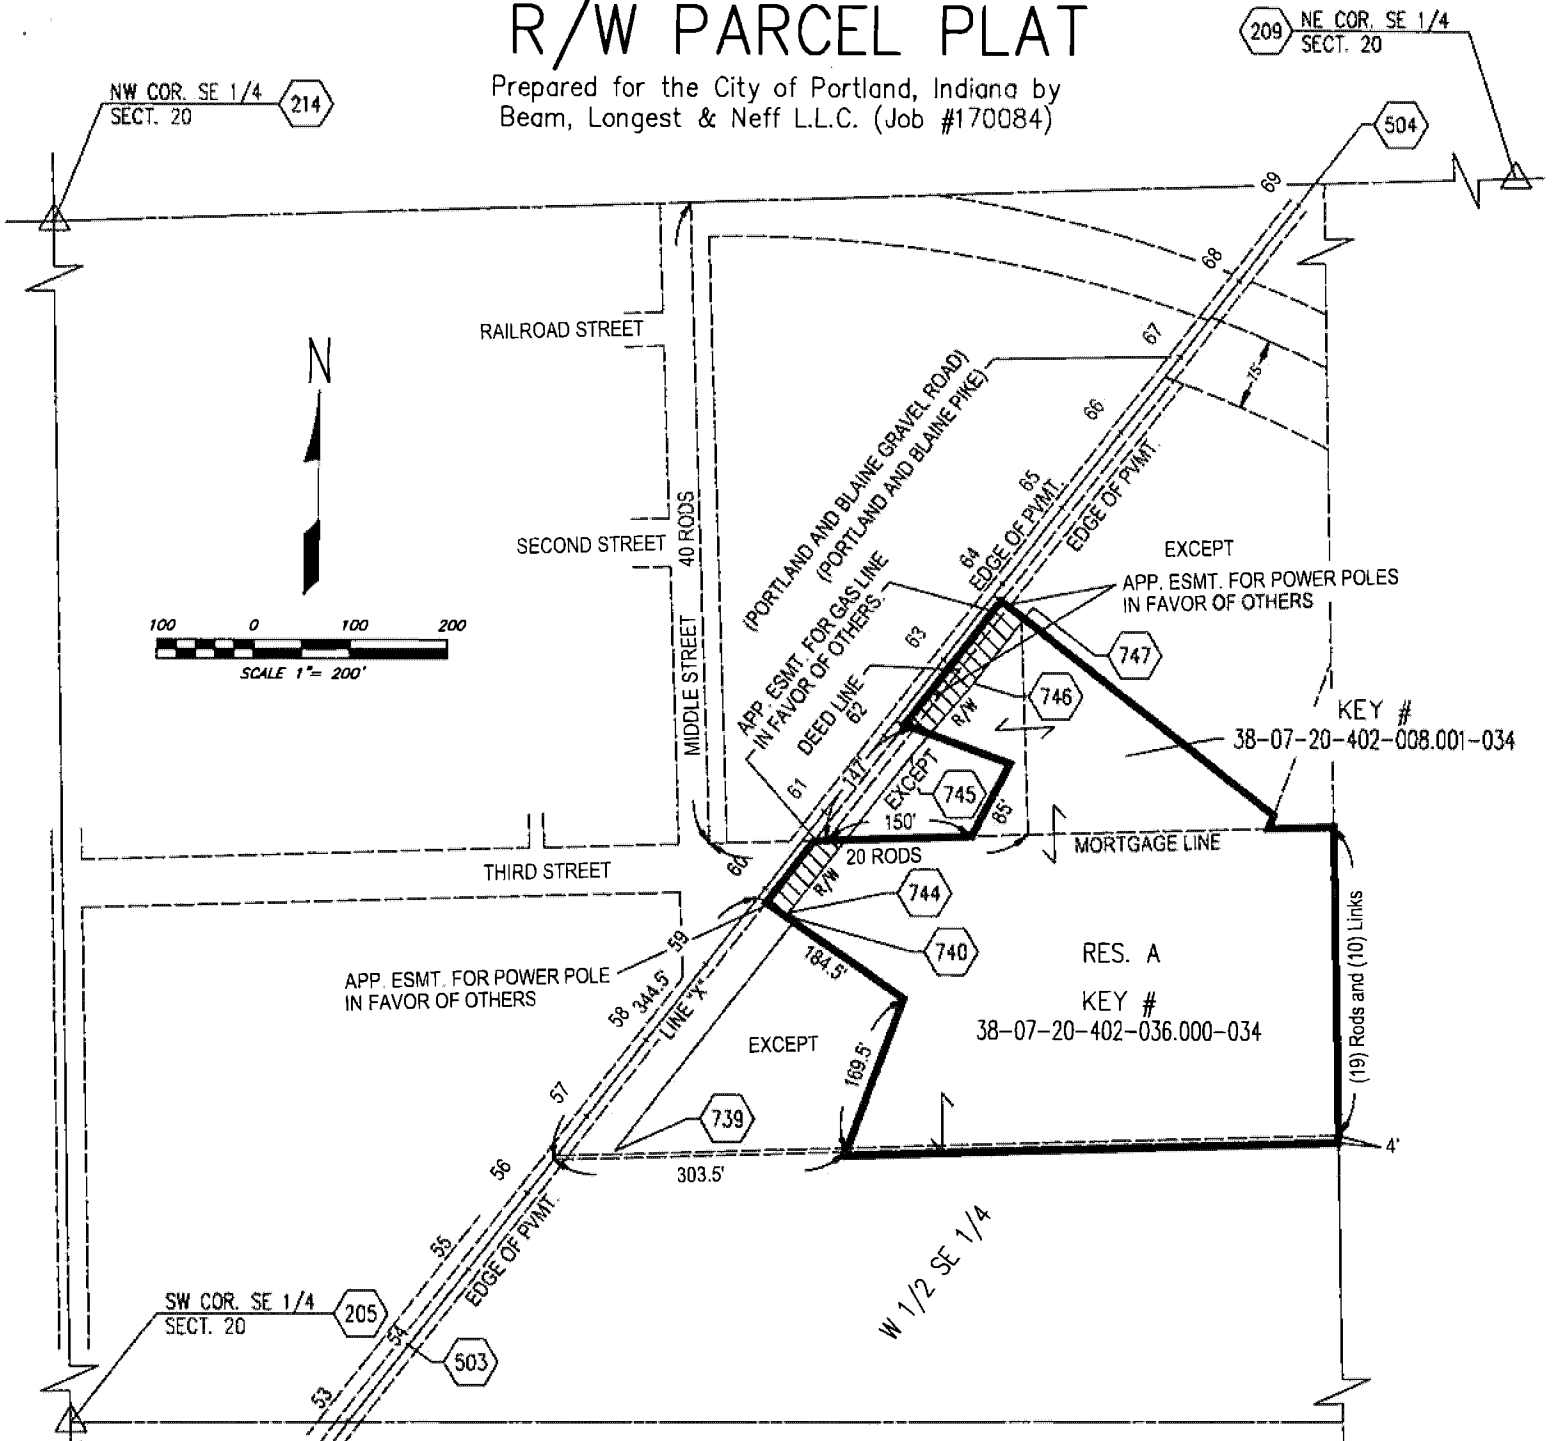 R/W PARCEL PLAT
Prepared for the City of Portland, Indiana by
Beam, Longest & Neff L.L.C. (Job #170084)
209
NE COR. SE 1/4
SECT. 20
NW COR. SE 1/4
SECT. 20
214
504
69
68
67
66
65
64
63
62
61
60
59
58
57
56
55
54
53
RAILROAD STREET
N
75'
(PORTLAND AND BLAINE GRAVEL ROAD)
(PORTLAND AND BLAINE PIKE)
EDGE OF PVMT.
EDGE OF PVMT.
SECOND STREET
40 RODS
MIDDLE STREET
EXCEPT
APP. ESMT. FOR POWER POLES
IN FAVOR OF OTHERS
APP. ESMT. FOR GAS LINE
IN FAVOR OF OTHERS.
DEED LINE
100 0 100 200
SCALE 1"= 200'
747
746
R/W
KEY #
38-07-20-402-008.001-034
147'
EXCEPT
745
150'
85'
20 RODS
MORTGAGE LINE
THIRD STREET
R/W
744
740
184.5'
RES. A
KEY #
38-07-20-402-036.000-034
(19) Rods and (10) Links
APP. ESMT. FOR POWER POLE
IN FAVOR OF OTHERS
344.5'
LINE "X"
EXCEPT
169.5'
739
303.5'
4'
W 1/2 SE 1/4
EDGE OF PVMT.
SW COR. SE 1/4
SECT. 20
205
503